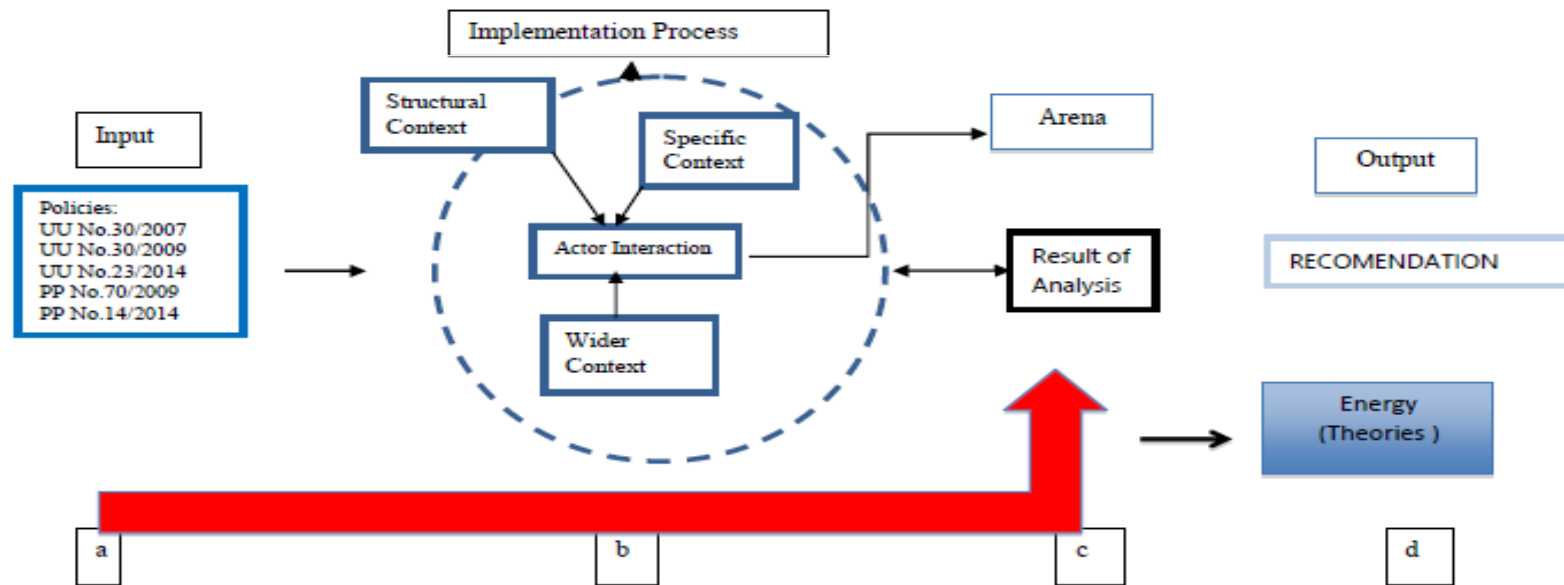 Implementation Process
Input
Policies:
UU No.30/2007
UU No.30/2009
UU No.23/2014
PP No.70/2009
PP No.14/2014
Structural
Context
Specific
Context
Actor Interaction
Wider
Context
Arena
Result of
Analysis
Output
RECOMENDATION
Energy
(Theories )
a
b
c
d